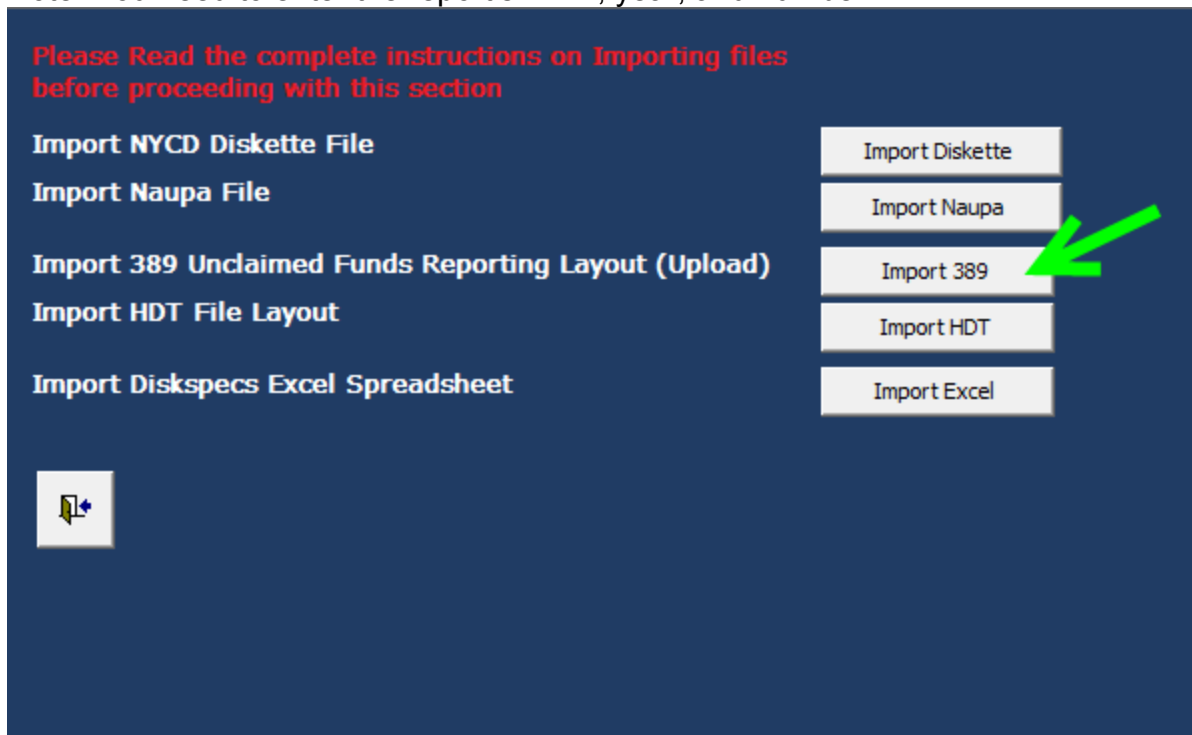 Please Read the complete instructions on Importing files
before proceeding with this section
Import NYCD Diskette File
Import Diskette
Import Naupa File
Import Naupa
Import 389 Unclaimed Funds Reporting Layout (Upload)
Import 389
Import HDT File Layout
Import HDT
Import Diskspecs Excel Spreadsheet
Import Excel